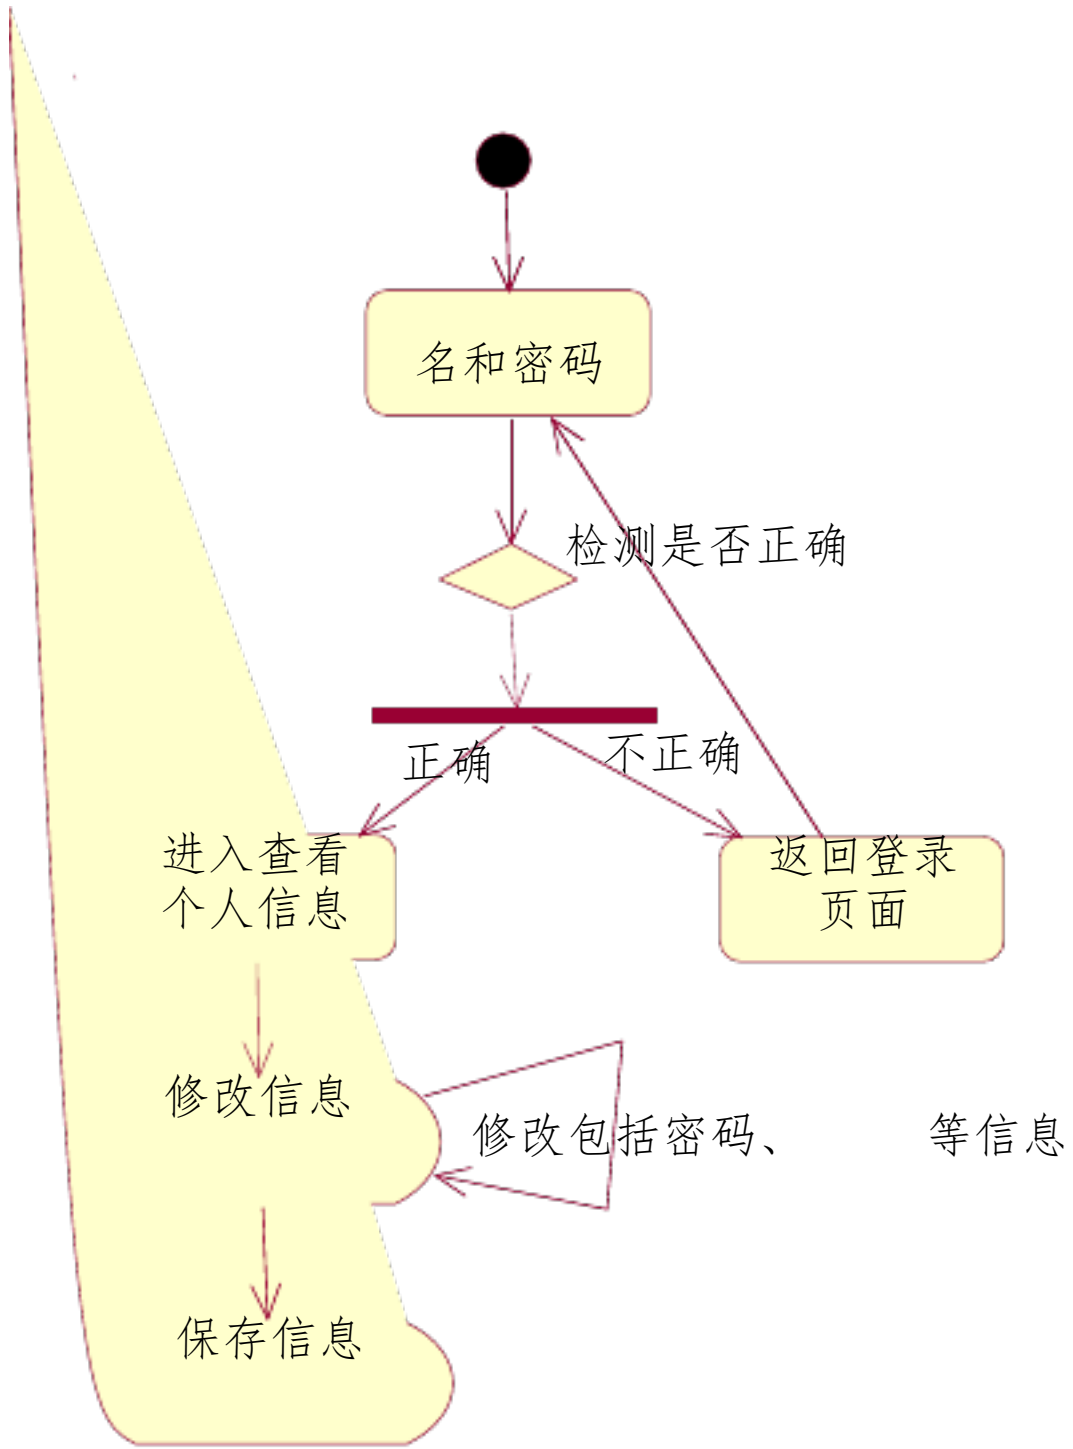 名和密码
检测是否正确
正确
不正确
进入查看
个人信息
返回登录
页面
修改信息
修改包括密码、 等信息
保存信息